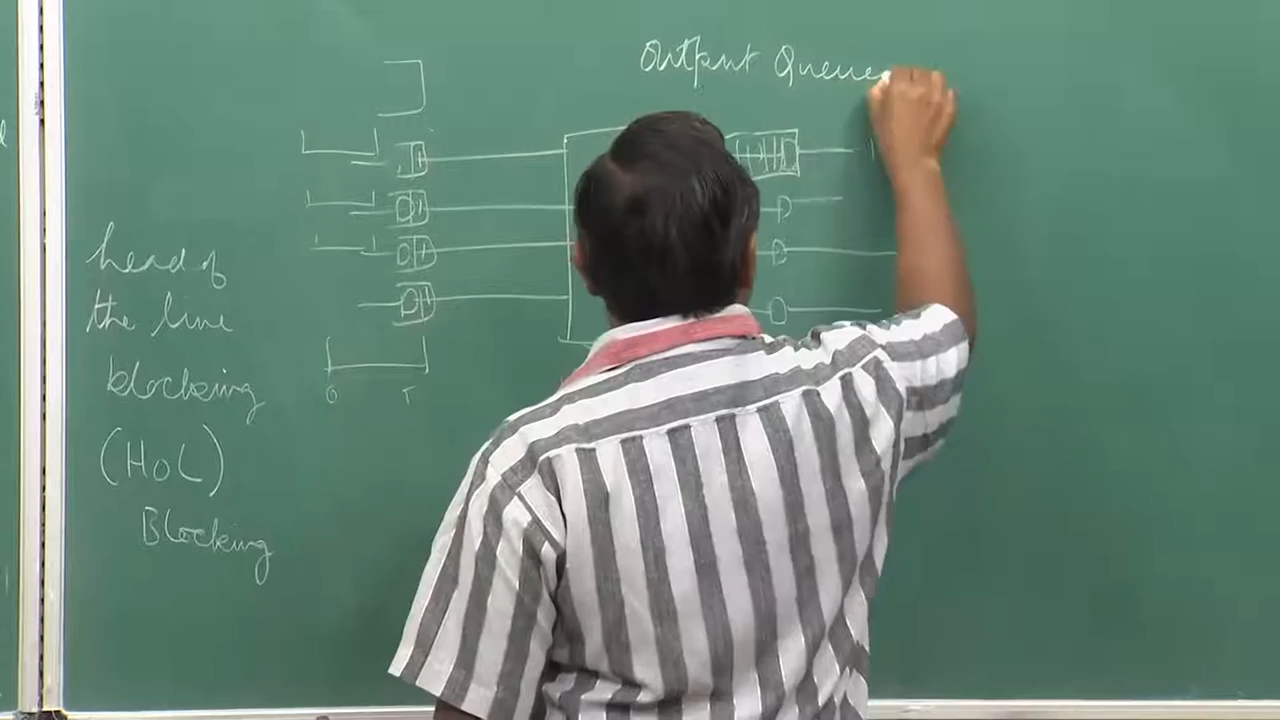 Output Queue
head of
the line
blocking
(HOL)
Blocking
0 T